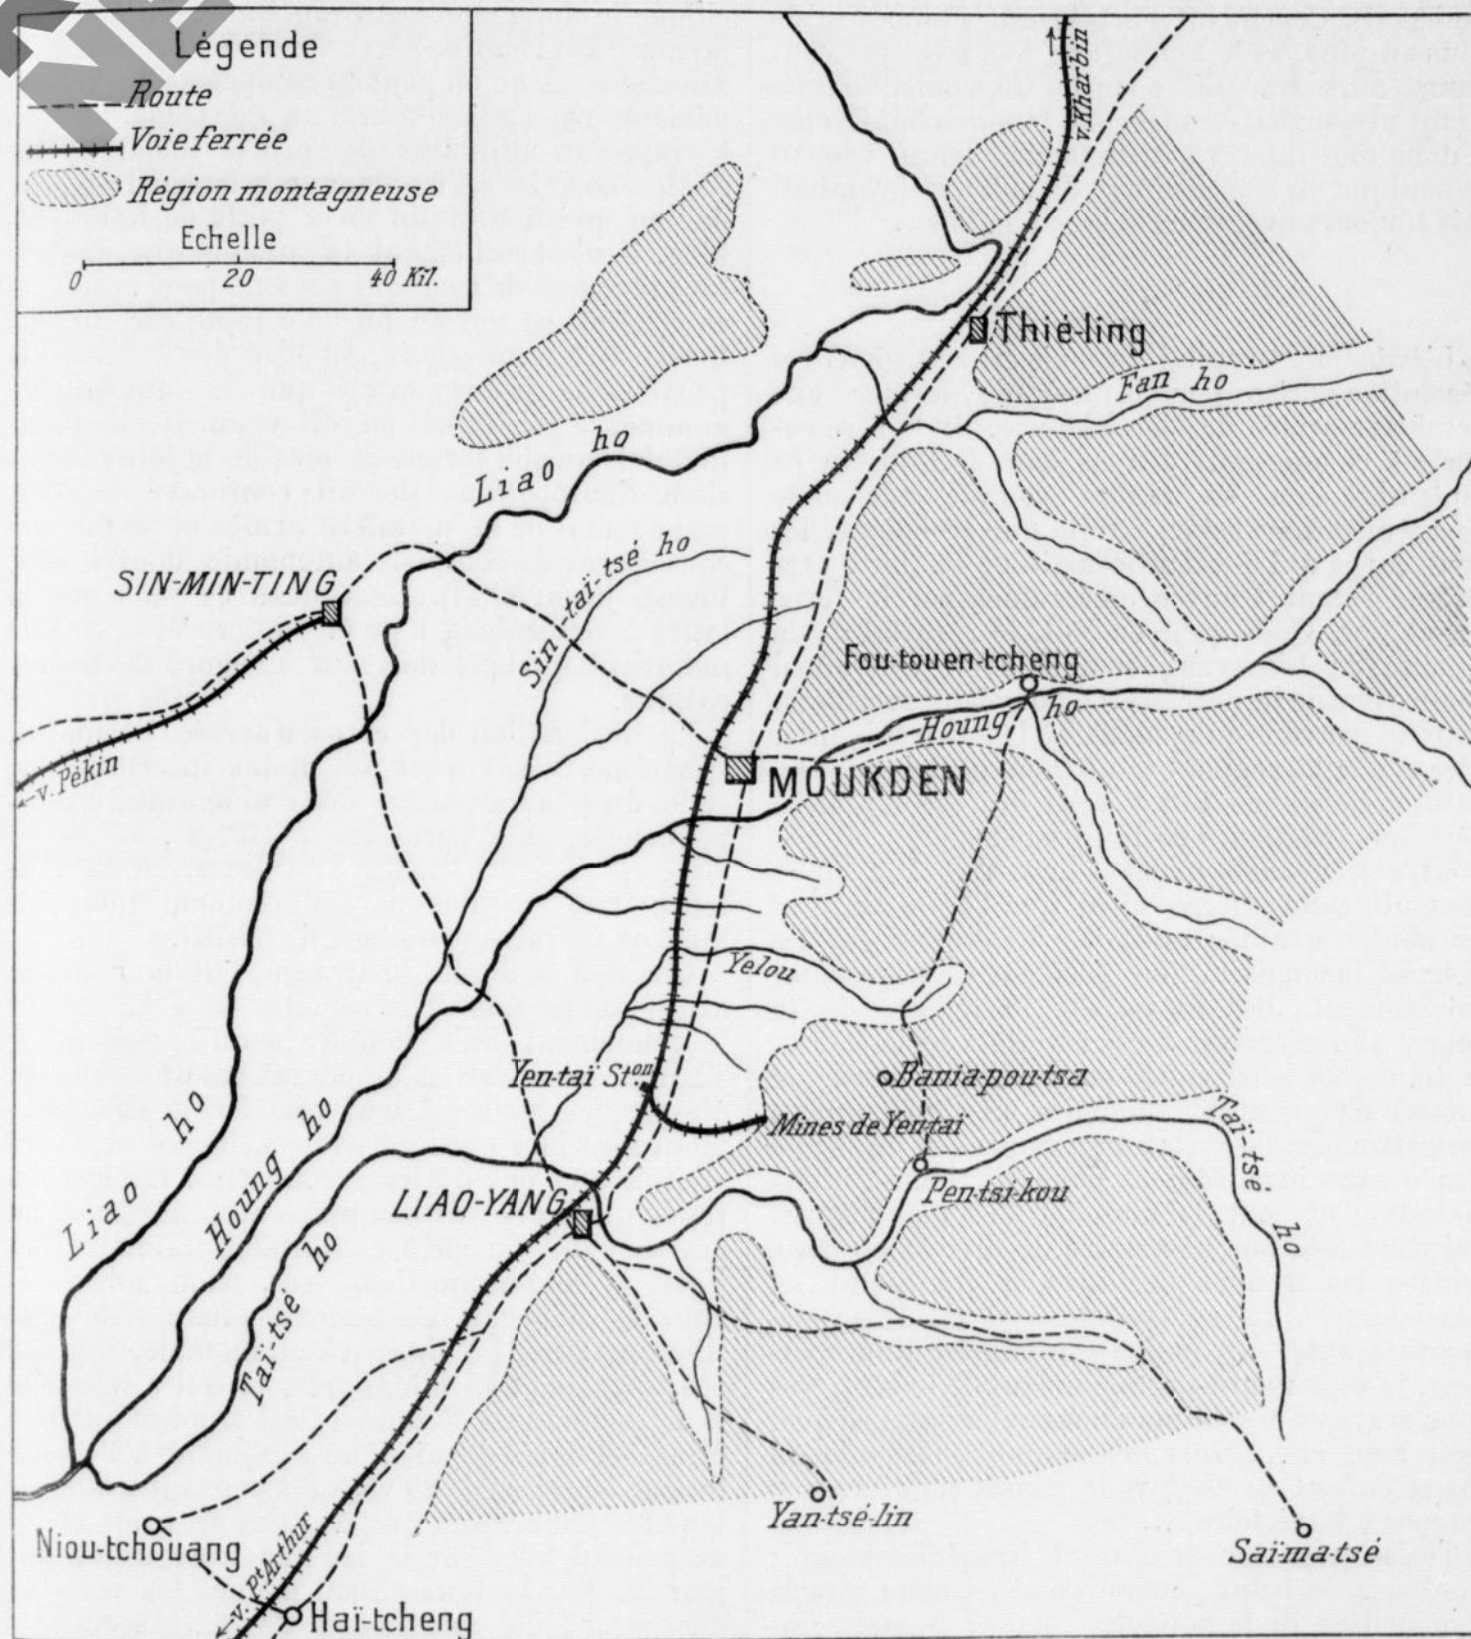 Légende
Route
Voie ferrée
Région montagneuse
Echelle
0 20 40 Kil.
v. Kharbin
Thié-ling
Fan ho
Liao ho
SIN-MIN-TING
Sin-taï-tsé ho
Fou-touen-tcheng
Houng ho
v. Pékin
MOUKDEN
Yelou
Yen-taï St.on
Bania-pou-tsa
Mines de Yen-taï
Taï-tsé ho
Pen-tsi-kou
LIAO-YANG
Liao ho
Houng ho
Taï-tsé ho
Yan-tsé-lin
Saï-ma-tsé
Niou-tchouang
v. Pt. Arthur
Haï-tcheng